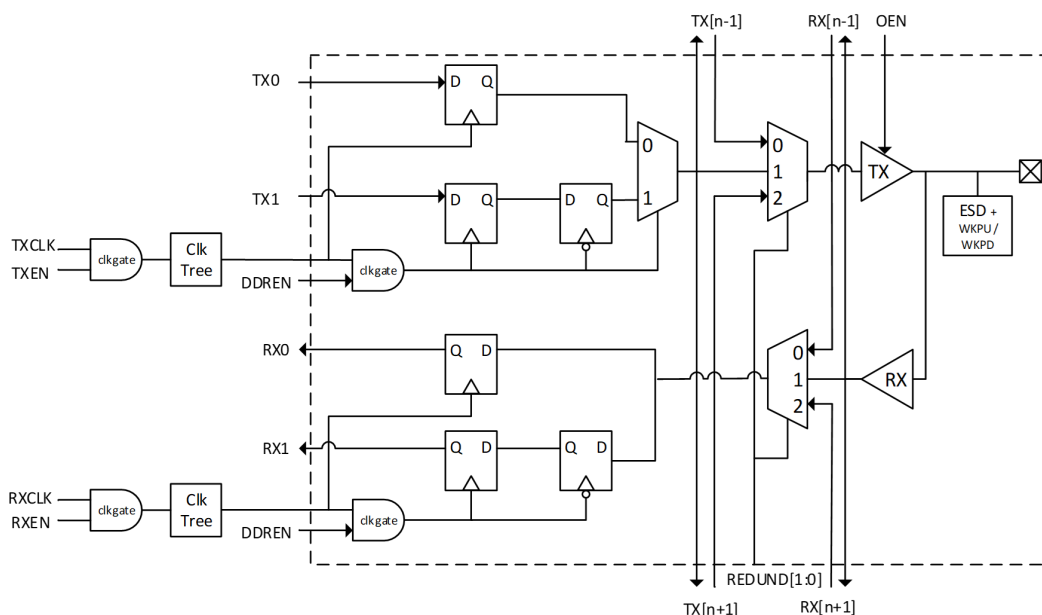 TX[n-1]
RX[n-1]
OEN
TX0
D Q
0
1
0
1
2
TX
TX1
D Q
D Q
ESD +
WKPU /
WKPD
TXCLK
TXEN
clkgate
Clk
Tree
DDREN
clkgate
RX0
Q D
0
1
2
RX
RX1
Q D
Q D
RXCLK
RXEN
clkgate
Clk
Tree
DDREN
clkgate
REDUND[1:0]
TX[n+1]
RX[n+1]